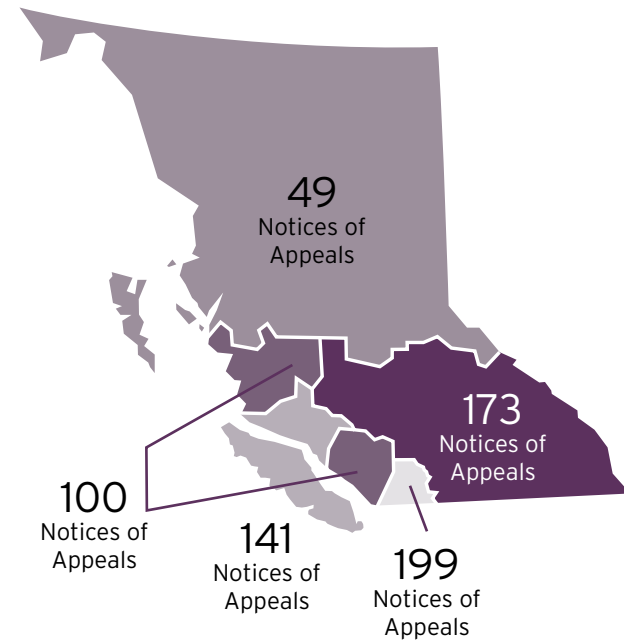 49
Notices of
Appeals
173
Notices of
Appeals
100
Notices of
Appeals
141
Notices of
Appeals
199
Notices of
Appeals